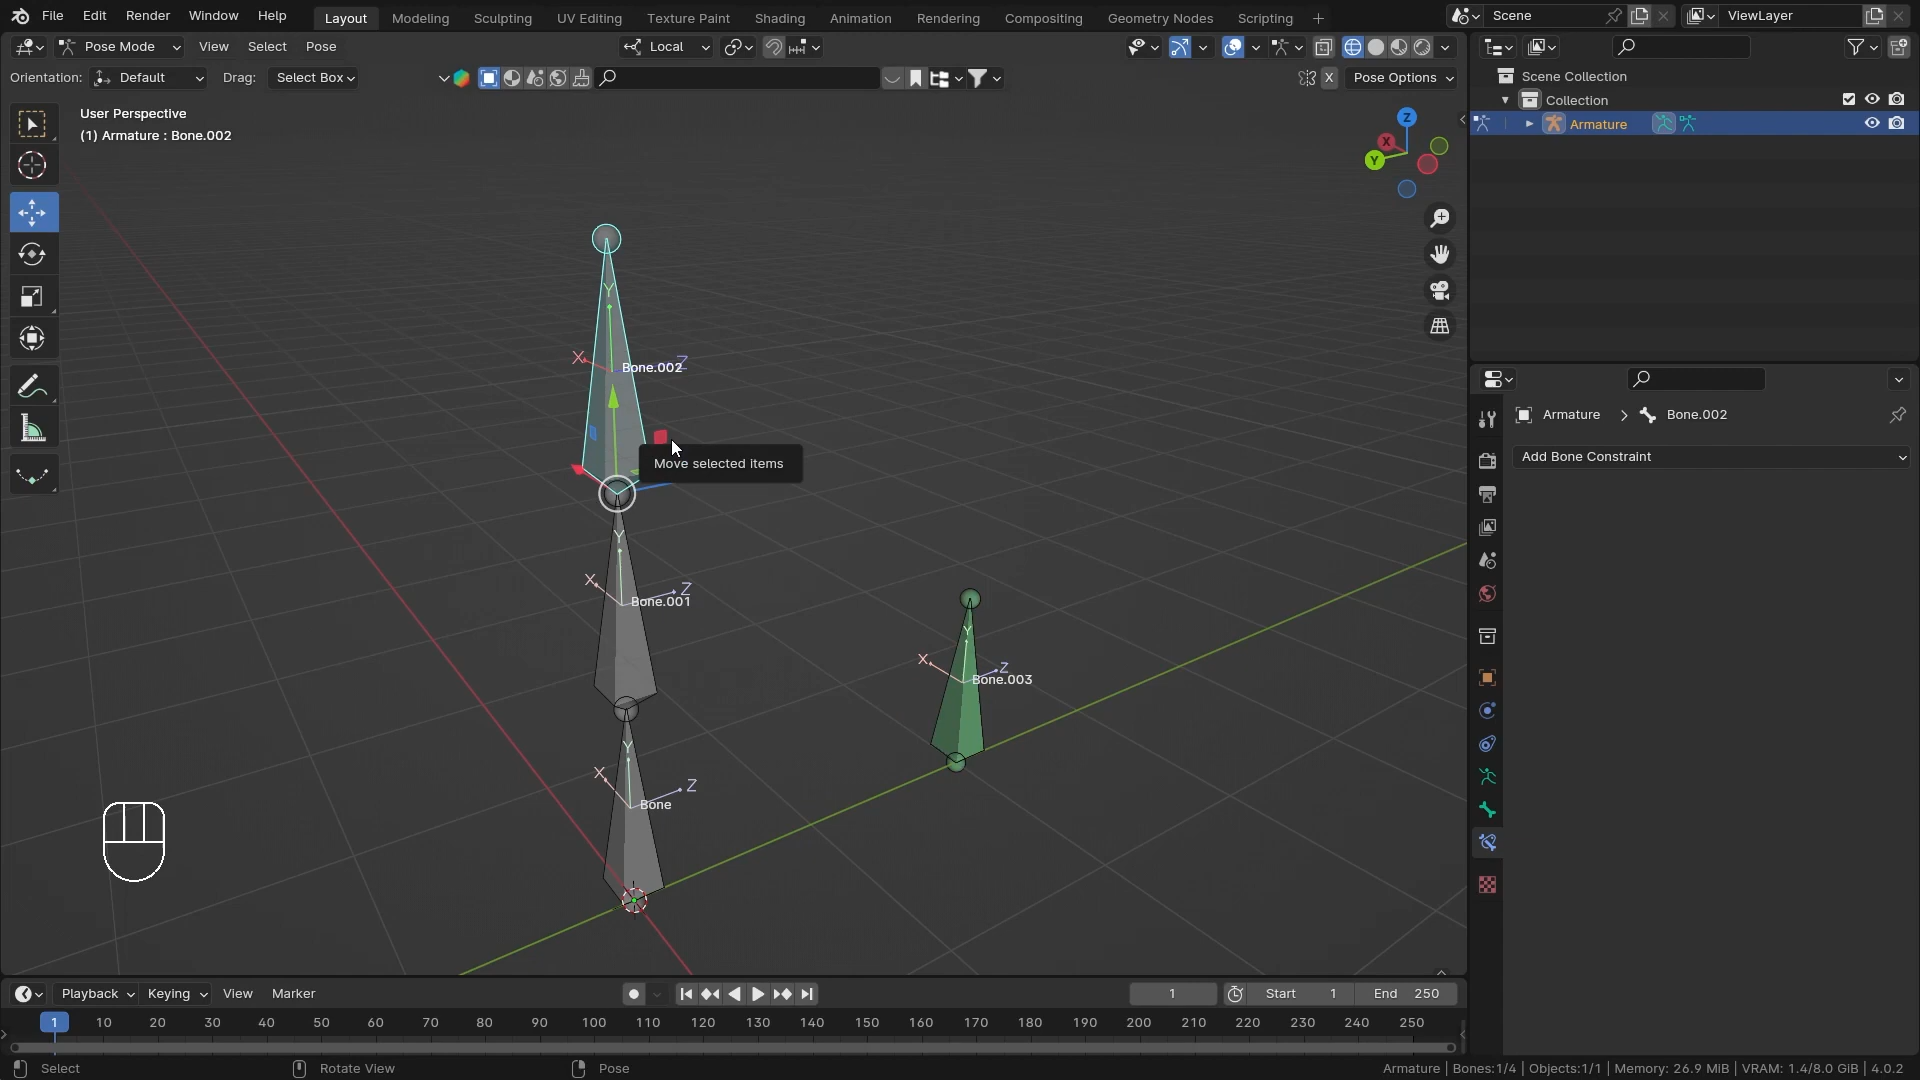 File Edit Render Window Help Layout Modeling Sculpting UV Editing Texture Paint Shading Animation Rendering Compositing Geometry Nodes Scripting + Scene ViewLayer
Pose Mode View Select Pose Local
Orientation: Default Drag: Select Box X Pose Options
User Perspective
(1) Armature : Bone.002
Scene Collection
Collection
Armature
Z
X
Y
Y
X Z
Bone.002
Move selected items
Y
X Z
Bone.001
Y
X Z
Bone.003
Y
X Z
Bone
Armature Bone.002
Add Bone Constraint
Playback Keying View Marker 1 Start 1 End 250
1 10 20 30 40 50 60 70 80 90 100 110 120 130 140 150 160 170 180 190 200 210 220 230 240 250
Select Rotate View Pose Armature | Bones:1/4 | Objects:1/1 | Memory: 26.9 MiB | VRAM: 1.4/8.0 GiB | 4.0.2